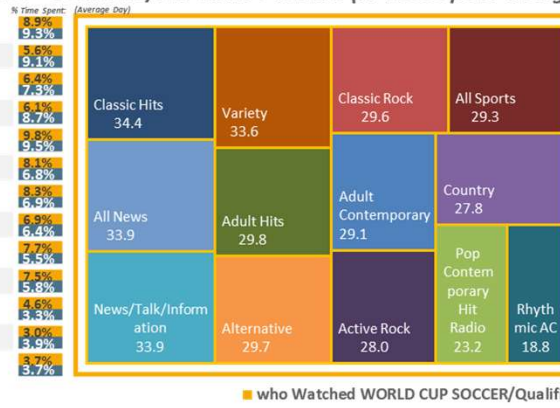 % Time Spent: (Average Day)
8.9%
9.3%
5.6%
9.1%
6.4%
7.3%
6.1%
8.7%
9.8%
9.5%
8.1%
6.8%
8.3%
6.9%
6.9%
6.4%
7.7%
5.5%
7.5%
5.8%
4.6%
3.3%
3.0%
3.9%
3.7%
3.7%
Classic Hits
34.4
Variety
33.6
Classic Rock
29.6
All Sports
29.3
All News
33.9
Adult Hits
29.8
Adult
Contemporary
29.1
Country
27.8
News/Talk/Inform
ation
33.9
Alternative
29.7
Active Rock
28.0
Pop
Contem
porary
Hit
Radio
23.2
Rhyth
mic AC
18.8
who Watched WORLD CUP SOCCER/Qualif